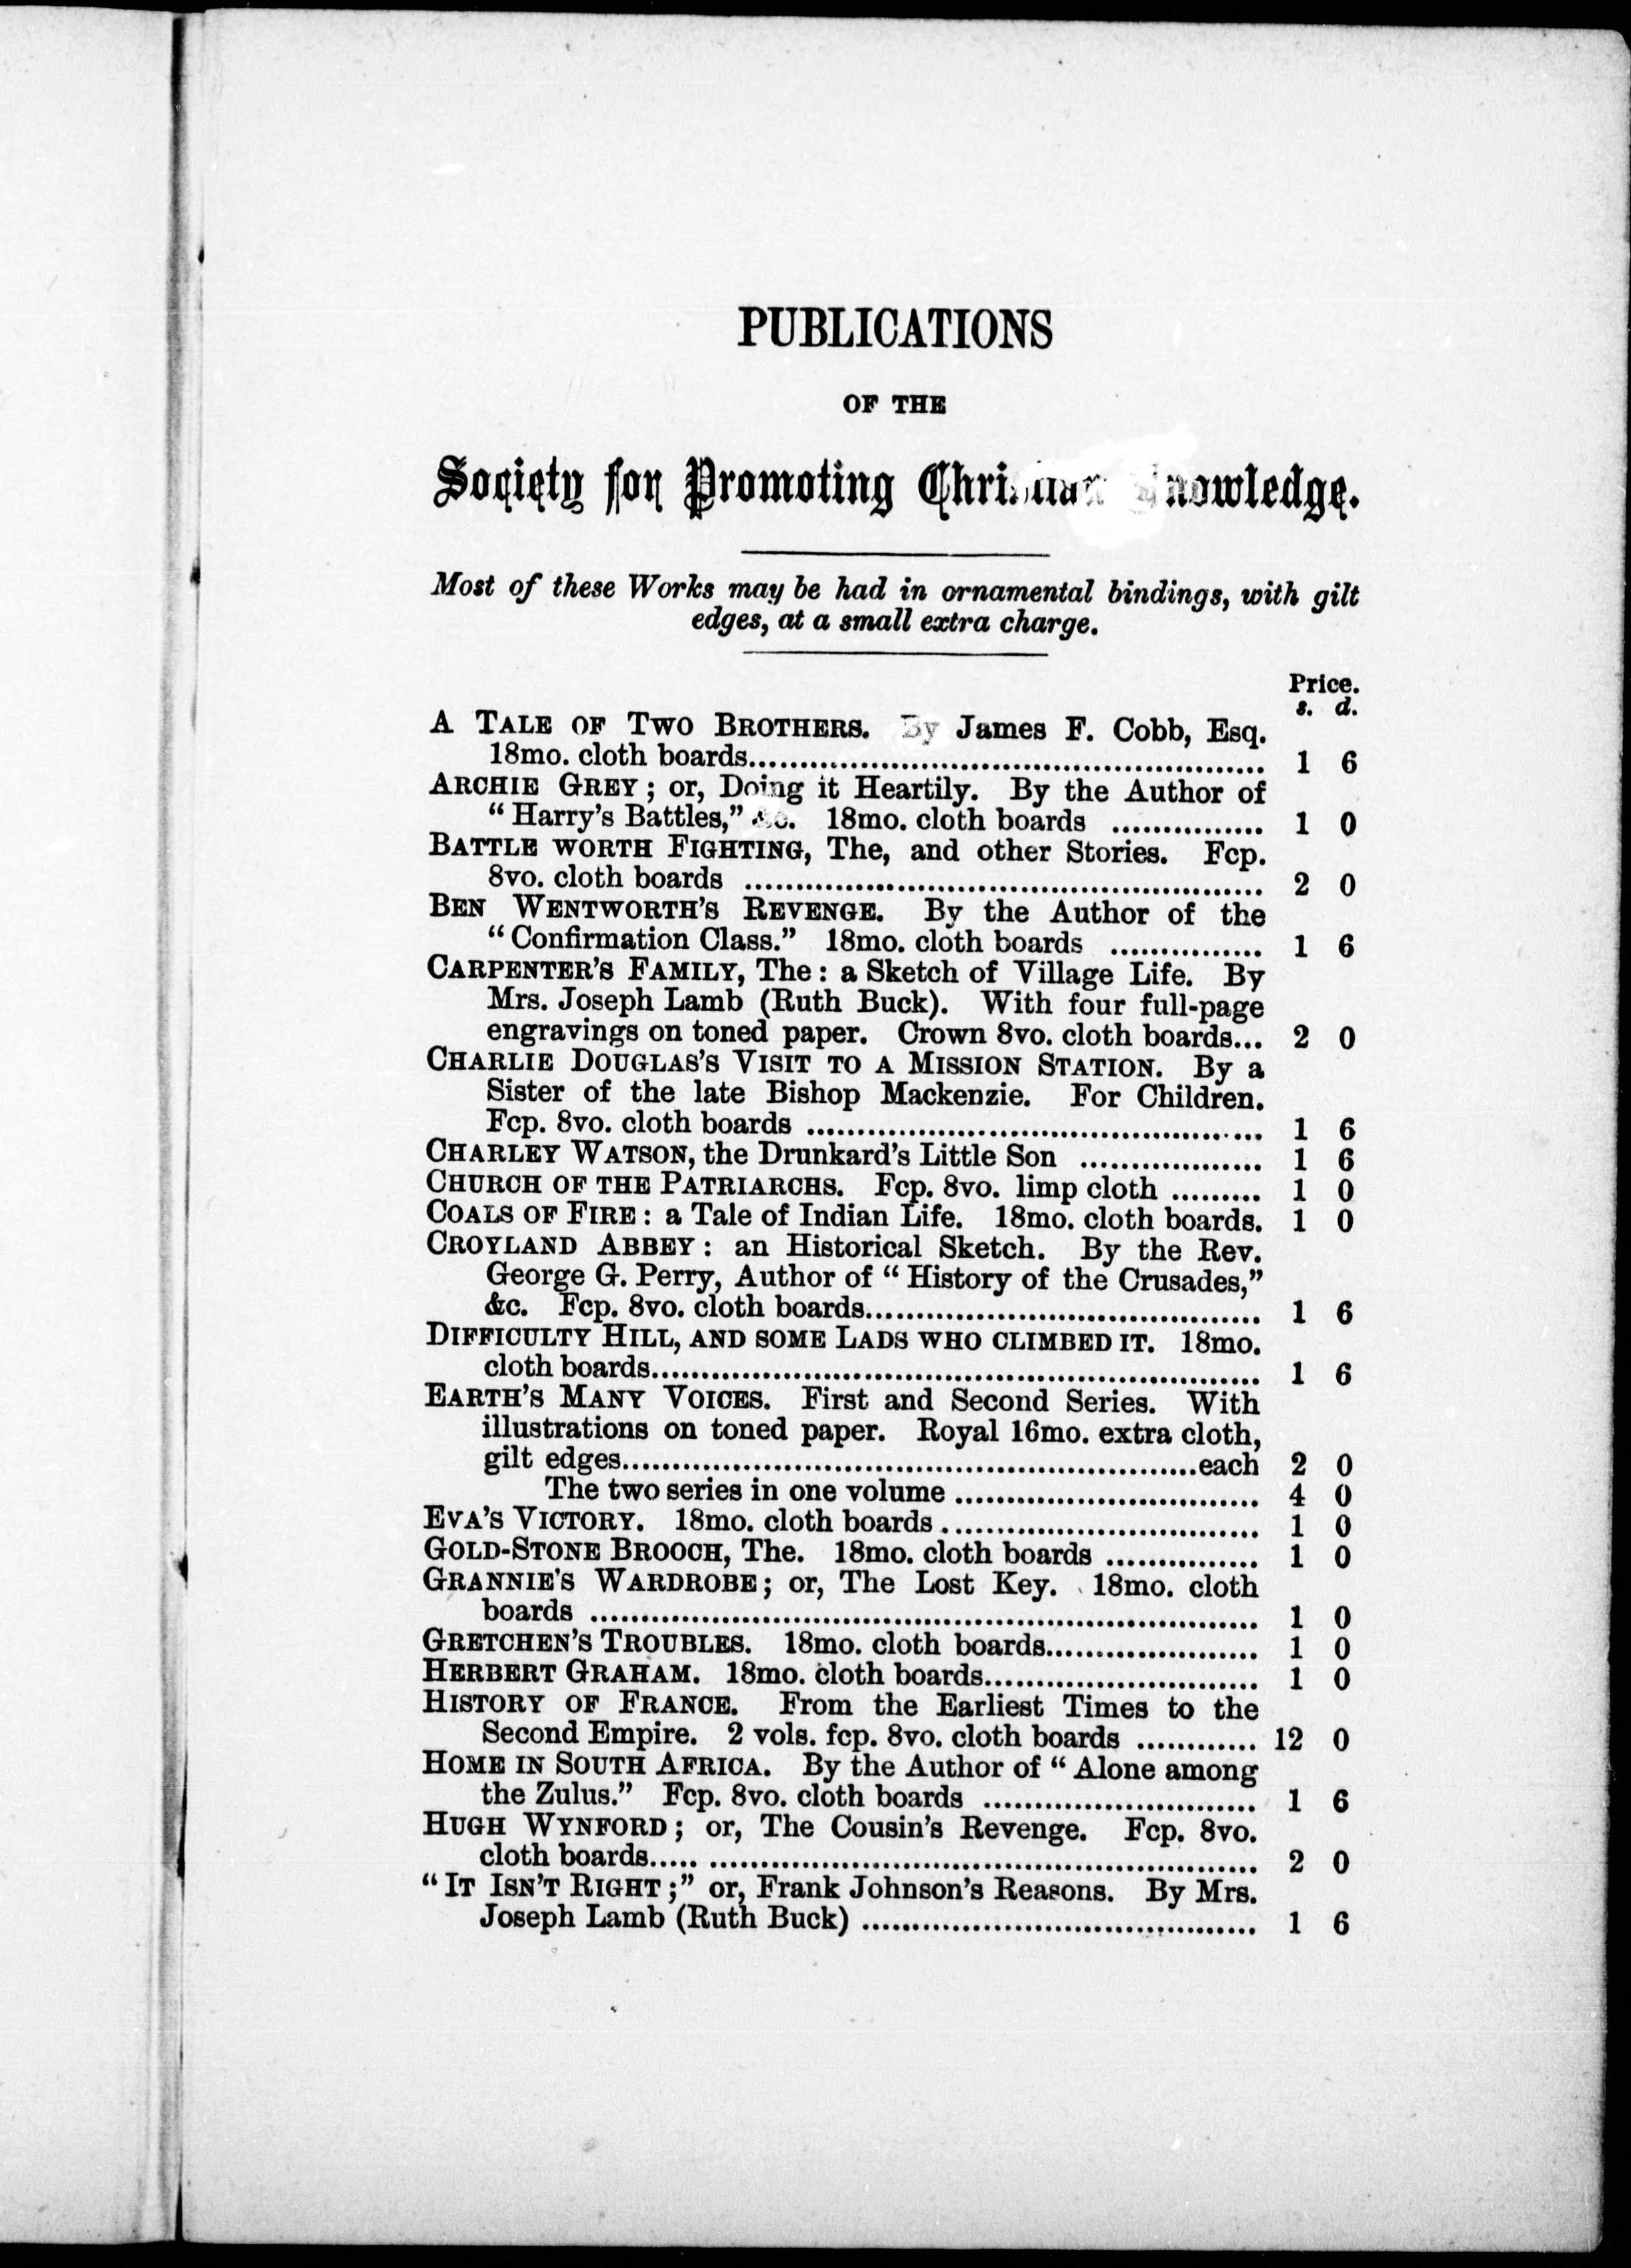 PUBLICATIONS
OF THE
Society for Promoting Christian Knowledge.
Most of these Works may be had in ornamental bindings, with gilt
edges, at a small extra charge.
Price.
s. d.
A TALE OF TWO BROTHERS. By James F. Cobb, Esq.
18mo. cloth boards.................................................... 1 6
ARCHIE GREY; or, Doing it Heartily. By the Author of
“Harry's Battles,” &c. 18mo. cloth boards ............... 1 0
BATTLE WORTH FIGHTING, The, and other Stories. Fcp.
8vo. cloth boards .................................................... 2 0
BEN WENTWORTH'S REVENGE. By the Author of the
“Confirmation Class.” 18mo. cloth boards ............... 1 6
CARPENTER'S FAMILY, The: a Sketch of Village Life. By
Mrs. Joseph Lamb (Ruth Buck). With four full-page
engravings on toned paper. Crown 8vo. cloth boards... 2 0
CHARLIE DOUGLAS'S VISIT TO A MISSION STATION. By a
Sister of the late Bishop Mackenzie. For Children.
Fcp. 8vo. cloth boards ............................................. 1 6
CHARLEY WATSON, the Drunkard's Little Son .................. 1 6
CHURCH OF THE PATRIARCHS. Fcp. 8vo. limp cloth ......... 1 0
COALS OF FIRE: a Tale of Indian Life. 18mo. cloth boards. 1 0
CROYLAND ABBEY: an Historical Sketch. By the Rev.
George G. Perry, Author of “History of the Crusades,”
&c. Fcp. 8vo. cloth boards....................................... 1 6
DIFFICULTY HILL, AND SOME LADS WHO CLIMBED IT. 18mo.
cloth boards............................................................. 1 6
EARTH'S MANY VOICES. First and Second Series. With
illustrations on toned paper. Royal 16mo. extra cloth,
gilt edges.........................................................each 2 0
The two series in one volume .............................. 4 0
EVA'S VICTORY. 18mo. cloth boards ................................ 1 0
GOLD-STONE BROOCH, The. 18mo. cloth boards ............... 1 0
GRANNIE'S WARDROBE; or, The Lost Key. 18mo. cloth
boards ................................................................... 1 0
GRETCHEN'S TROUBLES. 18mo. cloth boards..................... 1 0
HERBERT GRAHAM. 18mo. cloth boards........................... 1 0
HISTORY OF FRANCE. From the Earliest Times to the
Second Empire. 2 vols. fcp. 8vo. cloth boards ............ 12 0
HOME IN SOUTH AFRICA. By the Author of “Alone among
the Zulus.” Fcp. 8vo. cloth boards ........................... 1 6
HUGH WYNFORD; or, The Cousin's Revenge. Fcp. 8vo.
cloth boards..... ....................................................... 2 0
“IT ISN'T RIGHT;” or, Frank Johnson's Reasons. By Mrs.
Joseph Lamb (Ruth Buck) ....................................... 1 6